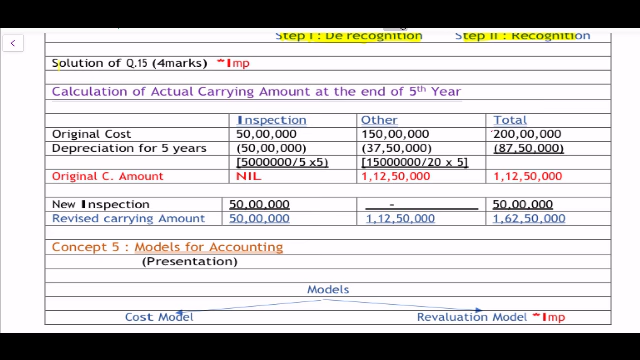 Step I : De recognition Step II : Recognition
Solution of Q.15 (4marks) *Imp
Calculation of Actual Carrying Amount at the end of 5th Year
Inspection Other Total
Original Cost 50,00,000 150,00,000 200,00,000
Depreciation for 5 years (50,00,000) (37,50,000) (87,50,000)
[5000000/5 x5) [15000000/20 x 5]
Original C. Amount NIL 1,12,50,000 1,12,50,000
New Inspection 50,00,000 - 50,00,000
Revised carrying Amount 50,00,000 1,12,50,000 1,62,50,000
Concept 5 : Models for Accounting
(Presentation)
Models
Cost Model Revaluation Model *Imp